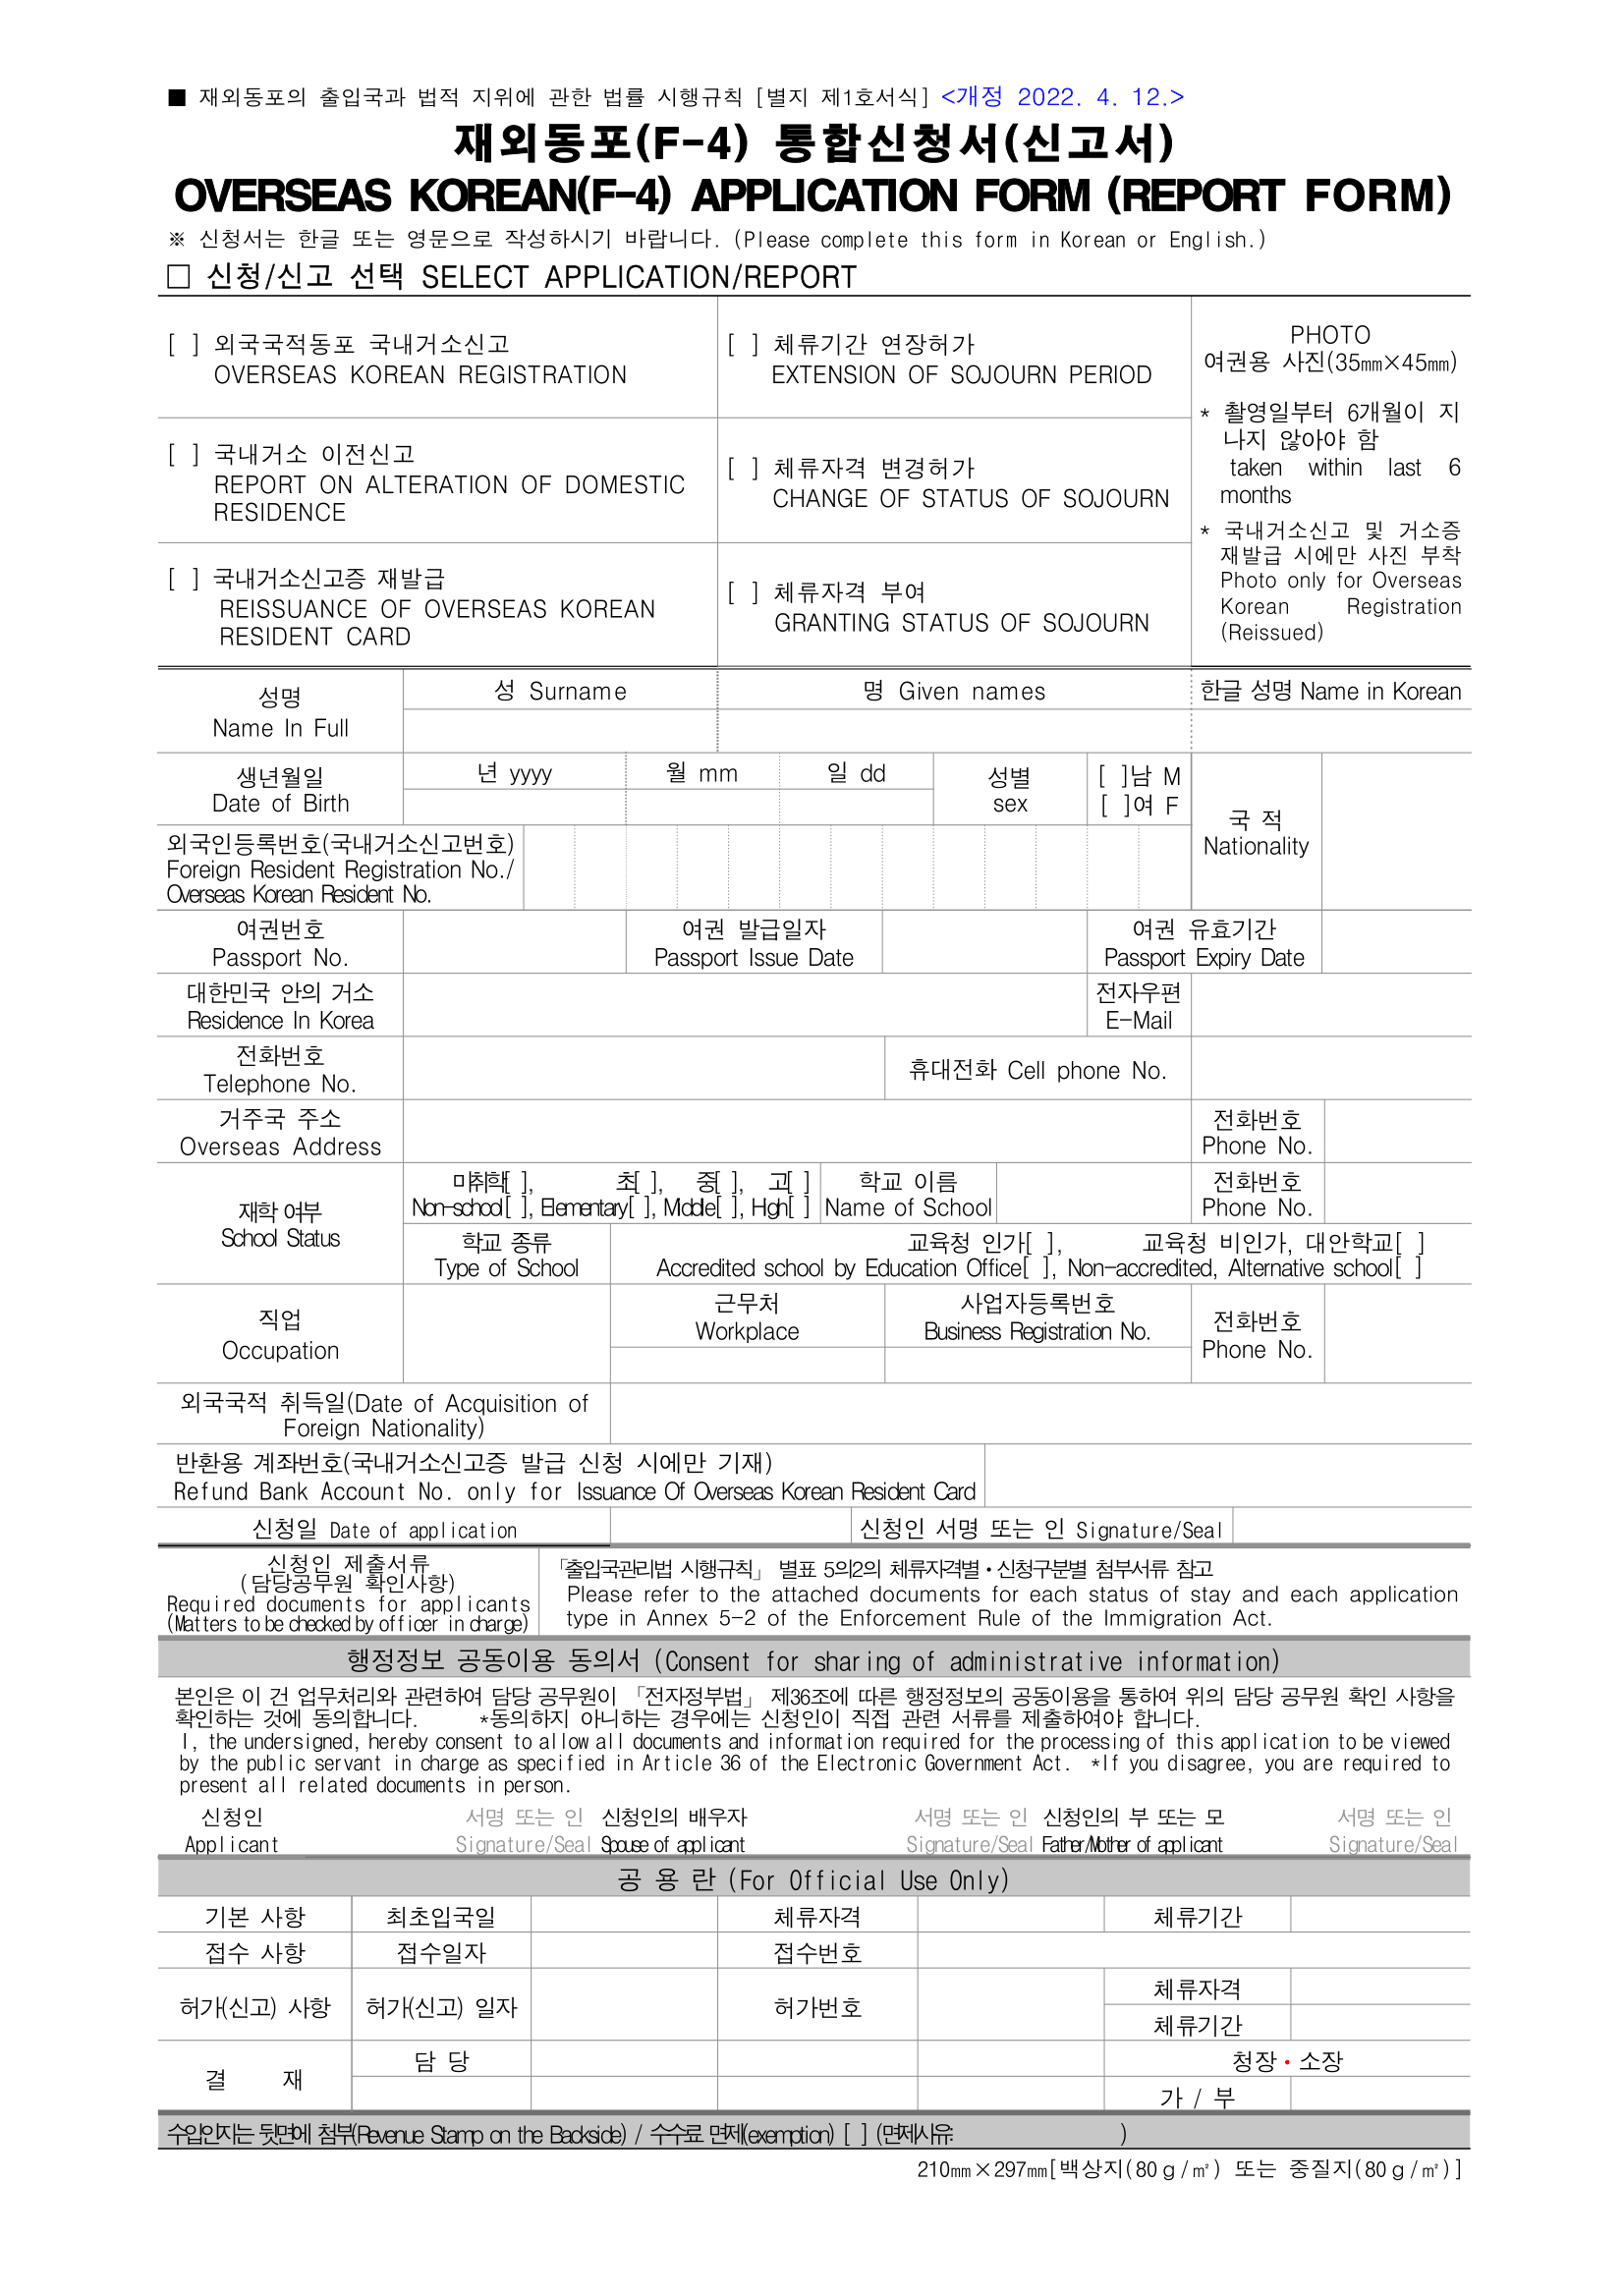 ■ 재외동포의 출입국과 법적 지위에 관한 법률 시행규칙 [별지 제1호서식] <개정 2022. 4. 12.>
재외동포(F-4) 통합신청서(신고서)
OVERSEAS KOREAN(F-4) APPLICATION FORM (REPORT FORM)
※ 신청서는 한글 또는 영문으로 작성하시기 바랍니다. (Please complete this form in Korean or English.)
□ 신청/신고 선택 SELECT APPLICATION/REPORT
[ ] 외국국적동포 국내거소신고
OVERSEAS KOREAN REGISTRATION
[ ] 체류기간 연장허가
EXTENSION OF SOJOURN PERIOD
PHOTO
여권용 사진(35㎜×45㎜)
* 촬영일부터 6개월이 지
나지 않아야 함
taken within last 6
months
* 국내거소신고 및 거소증
재발급 시에만 사진 부착
Photo only for Overseas
Korean Registration
(Reissued)
[ ] 국내거소 이전신고
REPORT ON ALTERATION OF DOMESTIC
RESIDENCE
[ ] 체류자격 변경허가
CHANGE OF STATUS OF SOJOURN
[ ] 국내거소신고증 재발급
REISSUANCE OF OVERSEAS KOREAN
RESIDENT CARD
[ ] 체류자격 부여
GRANTING STATUS OF SOJOURN
성명
Name In Full
성 Surname
명 Given names
한글 성명 Name in Korean
생년월일
Date of Birth
년 yyyy
월 mm
일 dd
성별
sex
[ ]남 M
[ ]여 F
국 적
Nationality
외국인등록번호(국내거소신고번호)
Foreign Resident Registration No./
Overseas Korean Resident No.
여권번호
Passport No.
여권 발급일자
Passport Issue Date
여권 유효기간
Passport Expiry Date
대한민국 안의 거소
Residence In Korea
전자우편
E-Mail
전화번호
Telephone No.
휴대전화 Cell phone No.
거주국 주소
Overseas Address
전화번호
Phone No.
재학 여부
School Status
미취학[ ], 초[ ], 중[ ], 고[ ]
Non-school[ ], Elementary[ ], Middle[ ], High[ ]
학교 이름
Name of School
전화번호
Phone No.
학교 종류
Type of School
교육청 인가[ ], 교육청 비인가, 대안학교[ ]
Accredited school by Education Office[ ], Non-accredited, Alternative school[ ]
직업
Occupation
근무처
Workplace
사업자등록번호
Business Registration No.
전화번호
Phone No.
외국국적 취득일(Date of Acquisition of
Foreign Nationality)
반환용 계좌번호(국내거소신고증 발급 신청 시에만 기재)
Refund Bank Account No. only for Issuance Of Overseas Korean Resident Card
신청일 Date of application
신청인 서명 또는 인 Signature/Seal
신청인 제출서류
(담당공무원 확인사항)
Required documents for applicants
(Matters to be checked by officer in charge)
「출입국관리법 시행규칙」 별표 5의2의 체류자격별·신청구분별 첨부서류 참고
Please refer to the attached documents for each status of stay and each application
type in Annex 5-2 of the Enforcement Rule of the Immigration Act.
행정정보 공동이용 동의서 (Consent for sharing of administrative information)
본인은 이 건 업무처리와 관련하여 담당 공무원이 「전자정부법」 제36조에 따른 행정정보의 공동이용을 통하여 위의 담당 공무원 확인 사항을
확인하는 것에 동의합니다. *동의하지 아니하는 경우에는 신청인이 직접 관련 서류를 제출하여야 합니다.
I, the undersigned, hereby consent to allow all documents and information required for the processing of this application to be viewed
by the public servant in charge as specified in Article 36 of the Electronic Government Act. *If you disagree, you are required to
present all related documents in person.
신청인 서명 또는 인 신청인의 배우자 서명 또는 인 신청인의 부 또는 모 서명 또는 인
Applicant Signature/Seal Spouse of applicant Signature/Seal Father/Mother of applicant Signature/Seal
공 용 란 (For Official Use Only)
기본 사항 최초입국일 체류자격 체류기간
접수 사항 접수일자 접수번호
허가(신고) 사항 허가(신고) 일자 허가번호 체류자격
체류기간
결 재 담 당 청장·소장
가 / 부
수입인지는 뒷면에 첨부(Revenue Stamp on the Backside) / 수수료 면제(exemption) [ ] (면제사유: )
210㎜×297㎜[백상지(80ｇ/㎡) 또는 중질지(80ｇ/㎡)]